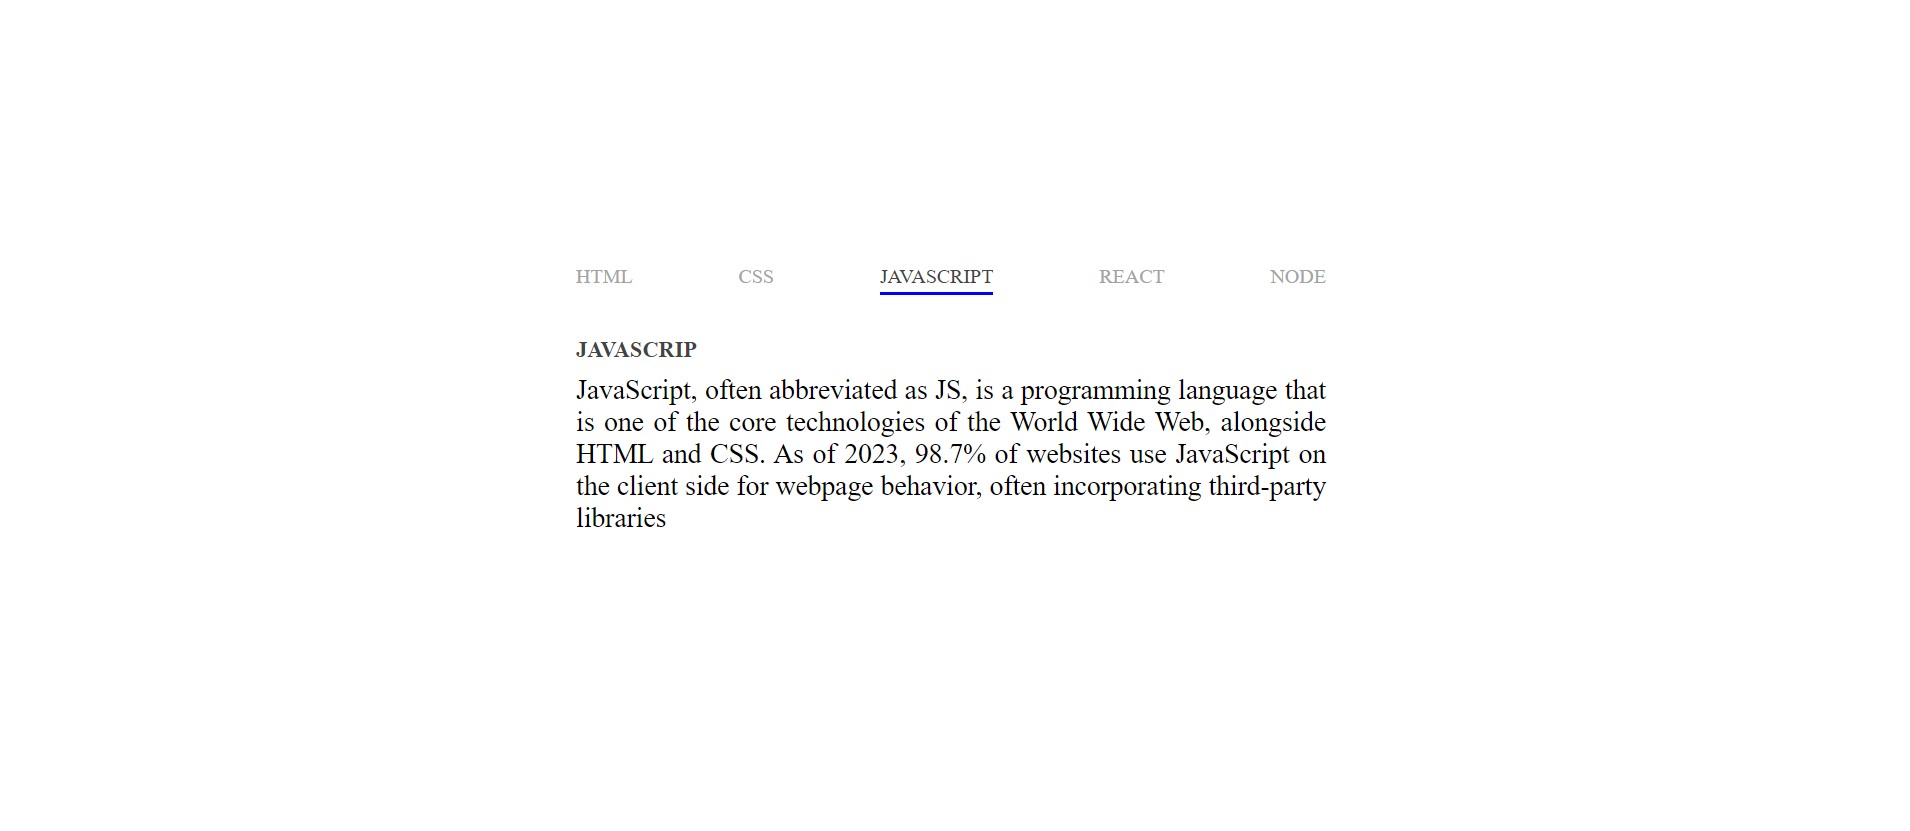 HTML CSS JAVASCRIPT REACT NODE
JAVASCRIP
JavaScript, often abbreviated as JS, is a programming language that
is one of the core technologies of the World Wide Web, alongside
HTML and CSS. As of 2023, 98.7% of websites use JavaScript on
the client side for webpage behavior, often incorporating third-party
libraries